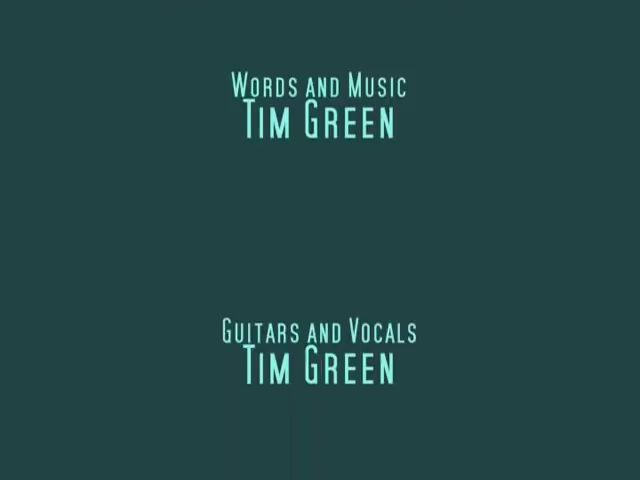 Words and Music
Tim Green
Guitars and Vocals
Tim Green